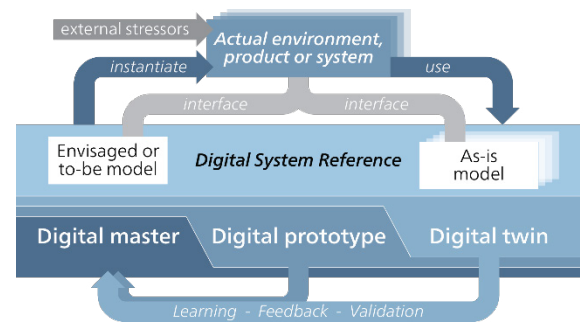 external stressors
Actual environment,
product or system
instantiate
use
interface
interface
Envisaged or
to-be model
Digital System Reference
As-is
model
Digital master
Digital prototype
Digital twin
Learning - Feedback - Validation